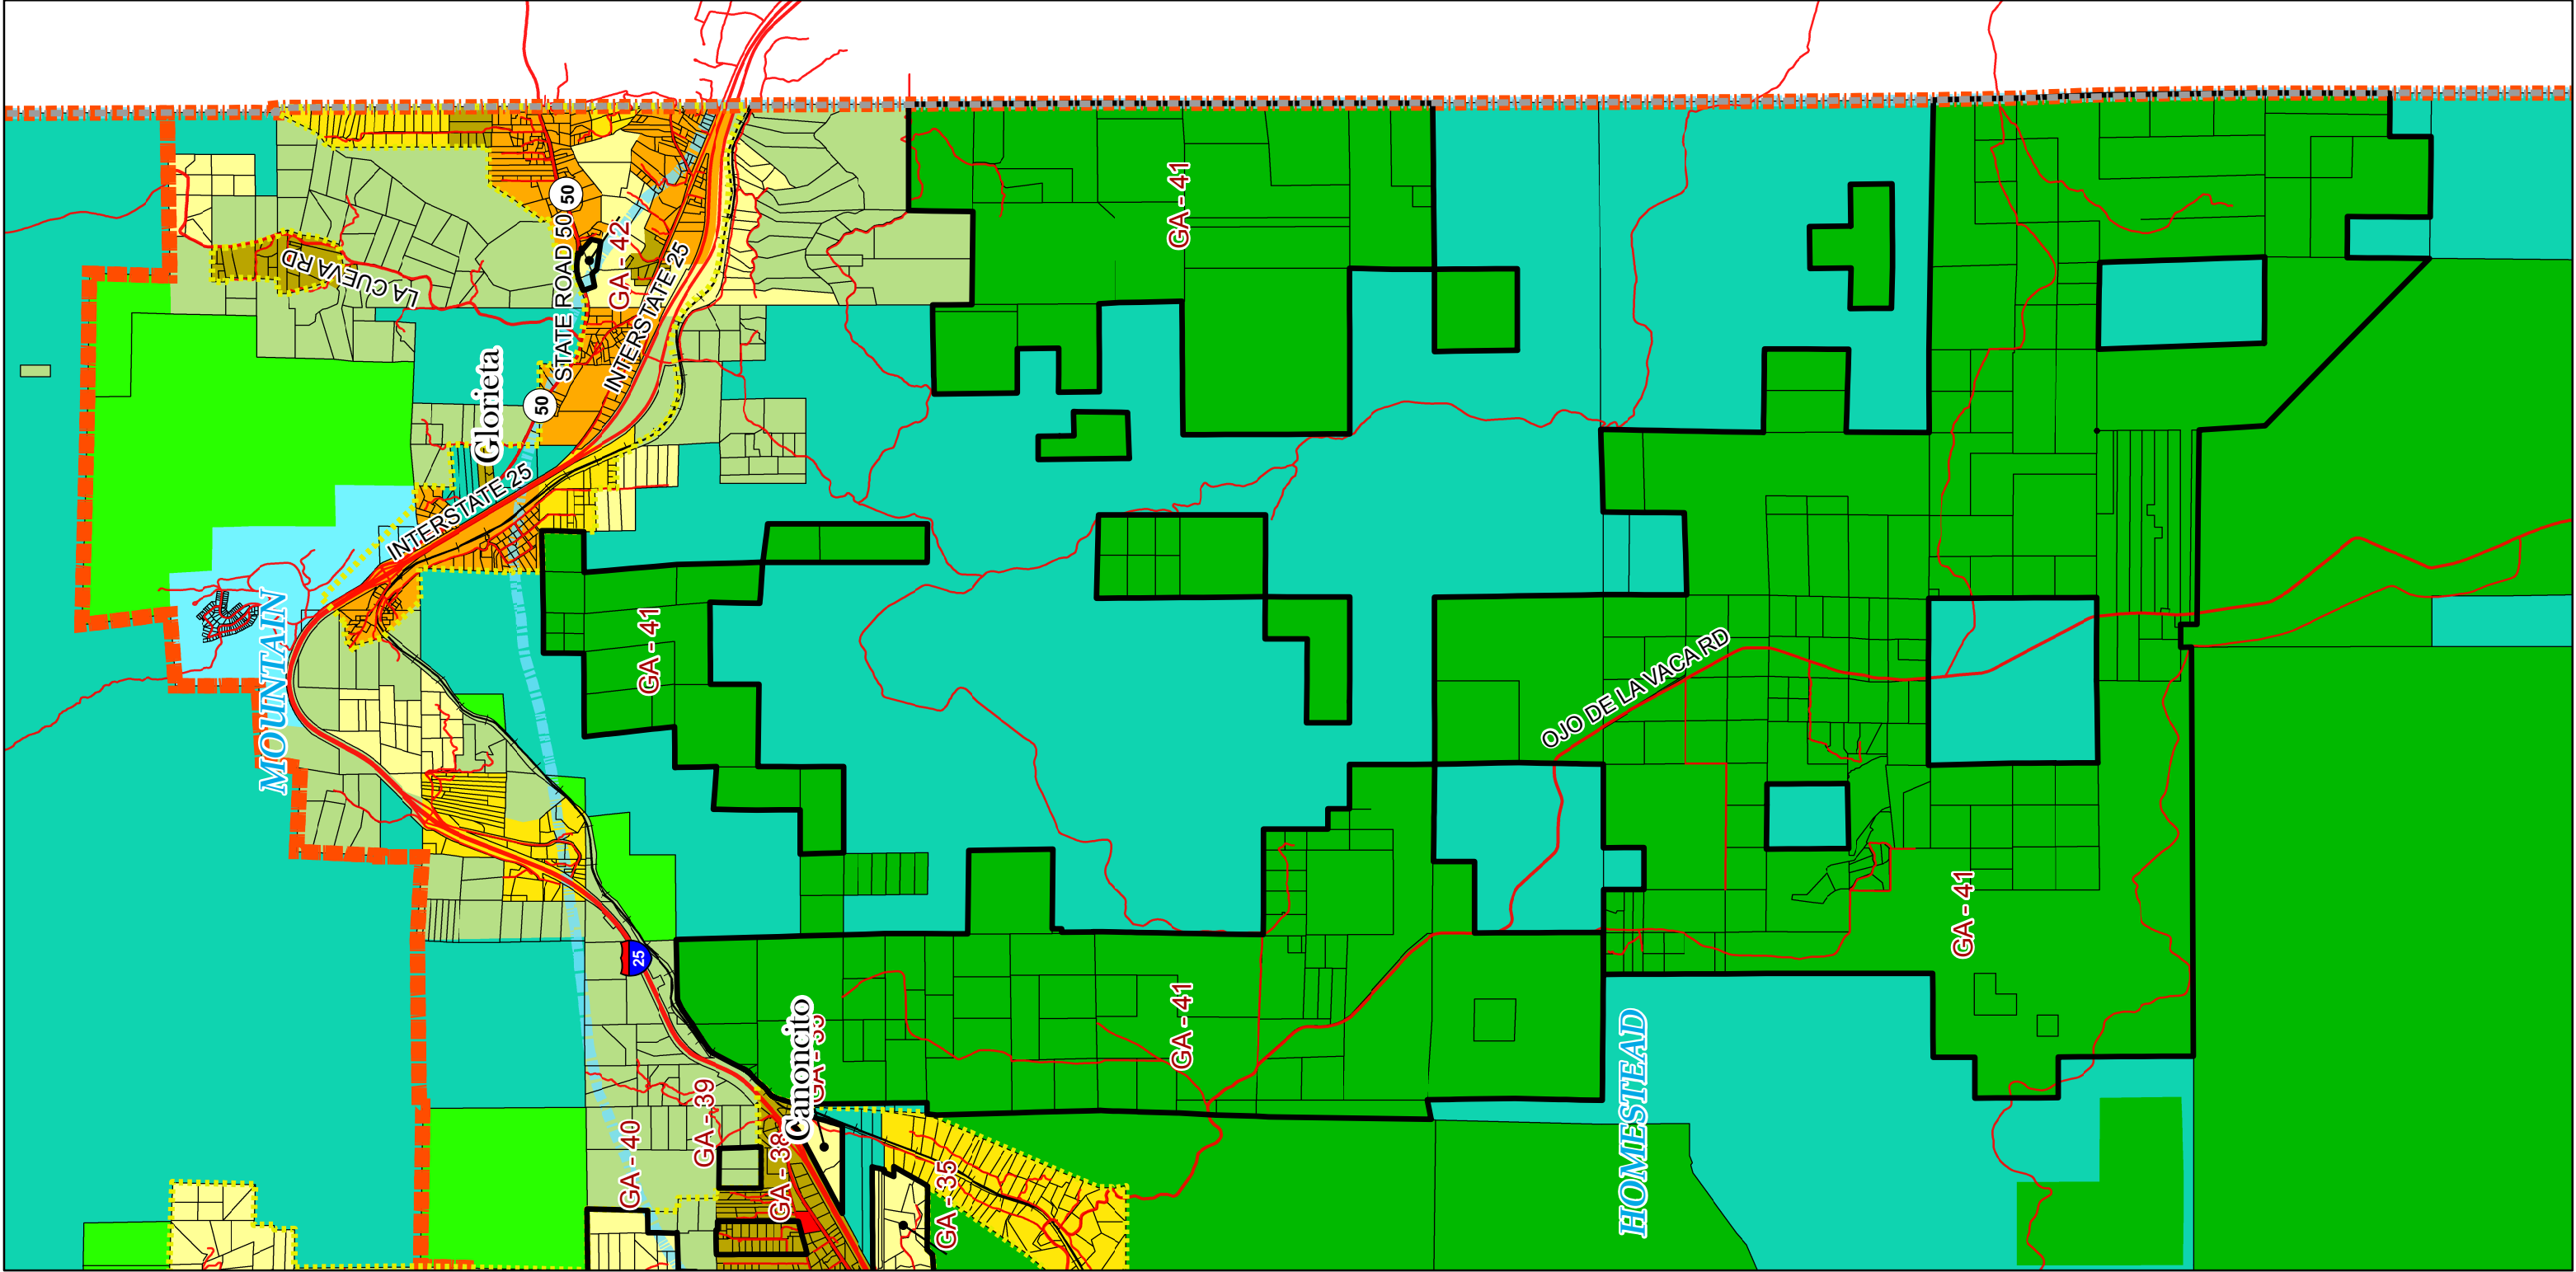 50
STATE ROAD 50
GA - 42
INTERSTATE 25
LA CUEVA RD
GA - 41
Glorieta
50
INTERSTATE 25
MOUNTAIN
GA - 41
OJO DE LA VACA RD
25
GA - 41
GA - 41
Canoncito
GA - 39
GA - 40
GA - 38
GA - 35
HOMESTEAD